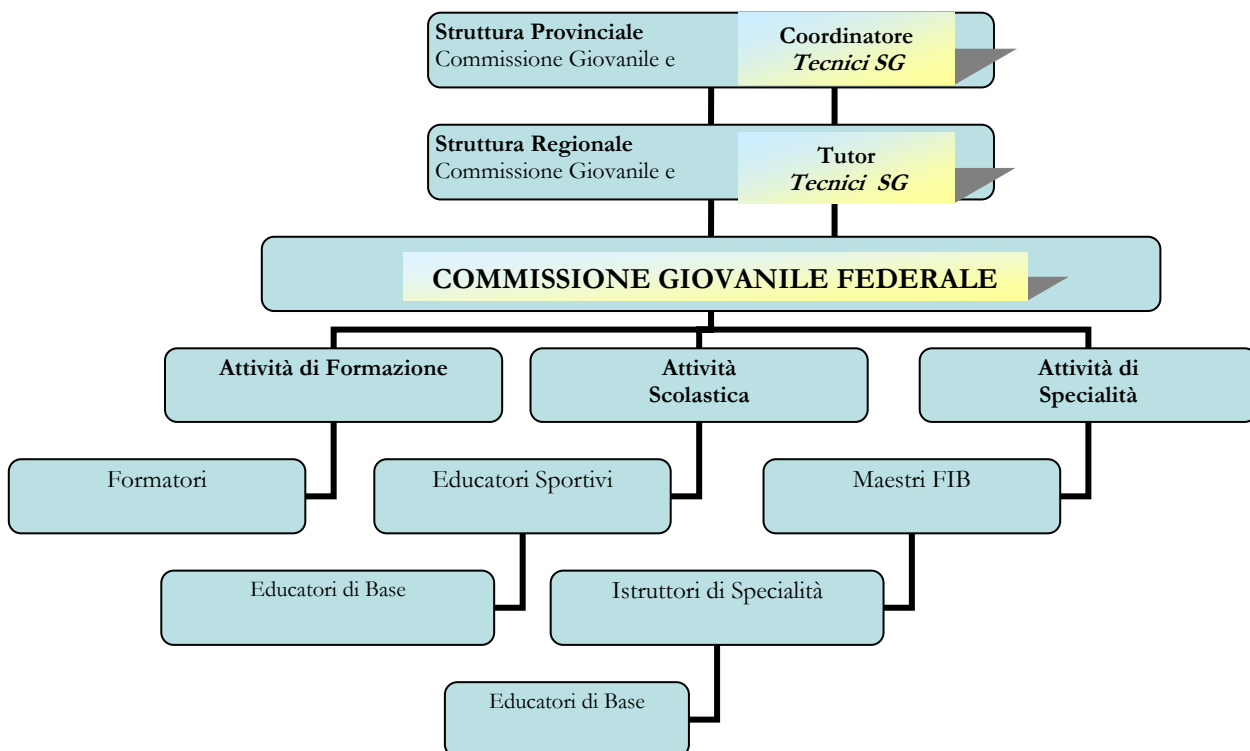 Struttura Provinciale
Commissione Giovanile e
Coordinatore
Tecnici SG
Struttura Regionale
Commissione Giovanile e
Tutor
Tecnici SG
COMMISSIONE GIOVANILE FEDERALE
Attività di Formazione
Attività
Scolastica
Attività di
Specialità
Formatori
Educatori Sportivi
Maestri FIB
Educatori di Base
Istruttori di Specialità
Educatori di Base